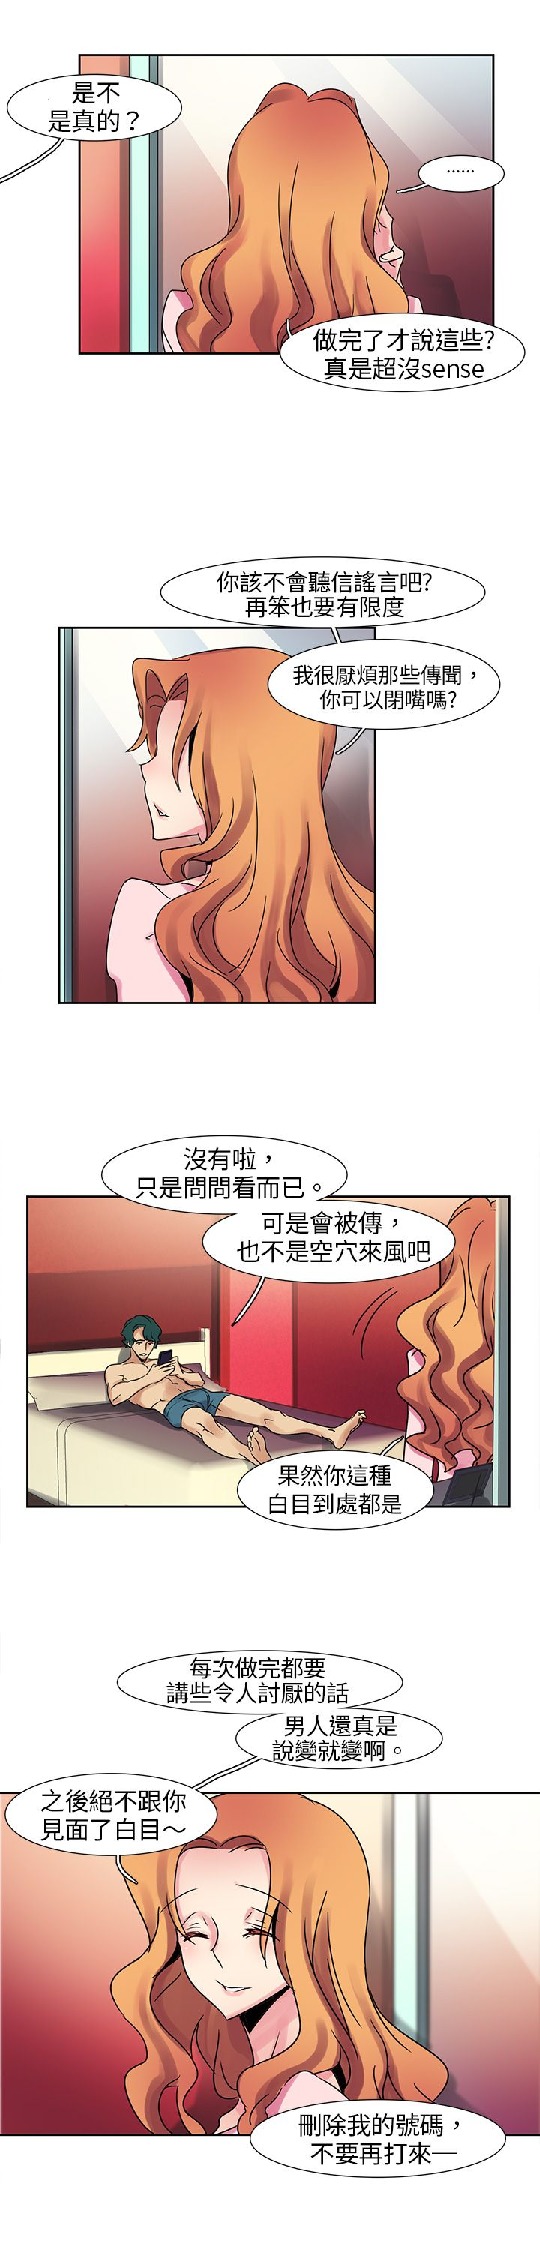 是不
是真的？
……
做完了才說這些?
真是超沒sense
你該不會聽信謠言吧?
再笨也要有限度
我很厭煩那些傳聞，
你可以閉嘴嗎?
沒有啦，
只是問問看而已。
可是會被傳，
也不是空穴來風吧
果然你這種
白目到處都是
每次做完都要
講些令人討厭的話
男人還真是
說變就變啊。
之後絕不跟你
見面了白目～
刪除我的號碼，
不要再打來—